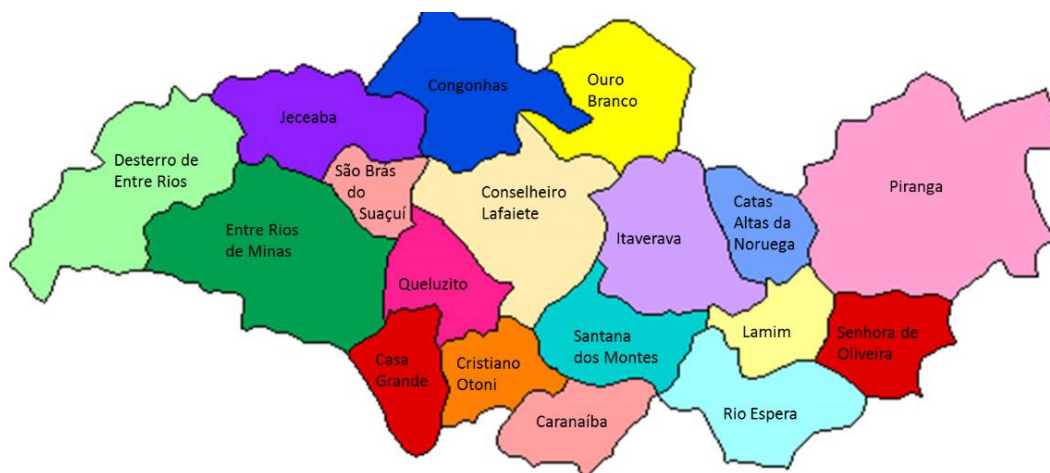 Congonhas
Ouro
Branco
Jeceaba
Desterro de
Entre Rios
São Brás
do
Suaçuí
Conselheiro
Lafaiete
Catas
Altas da
Noruega
Piranga
Entre Rios
de Minas
Itaverava
Queluzito
Santana
dos Montes
Lamim
Senhora de
Oliveira
Casa
Grande
Cristiano
Otoni
Caranaíba
Rio Espera